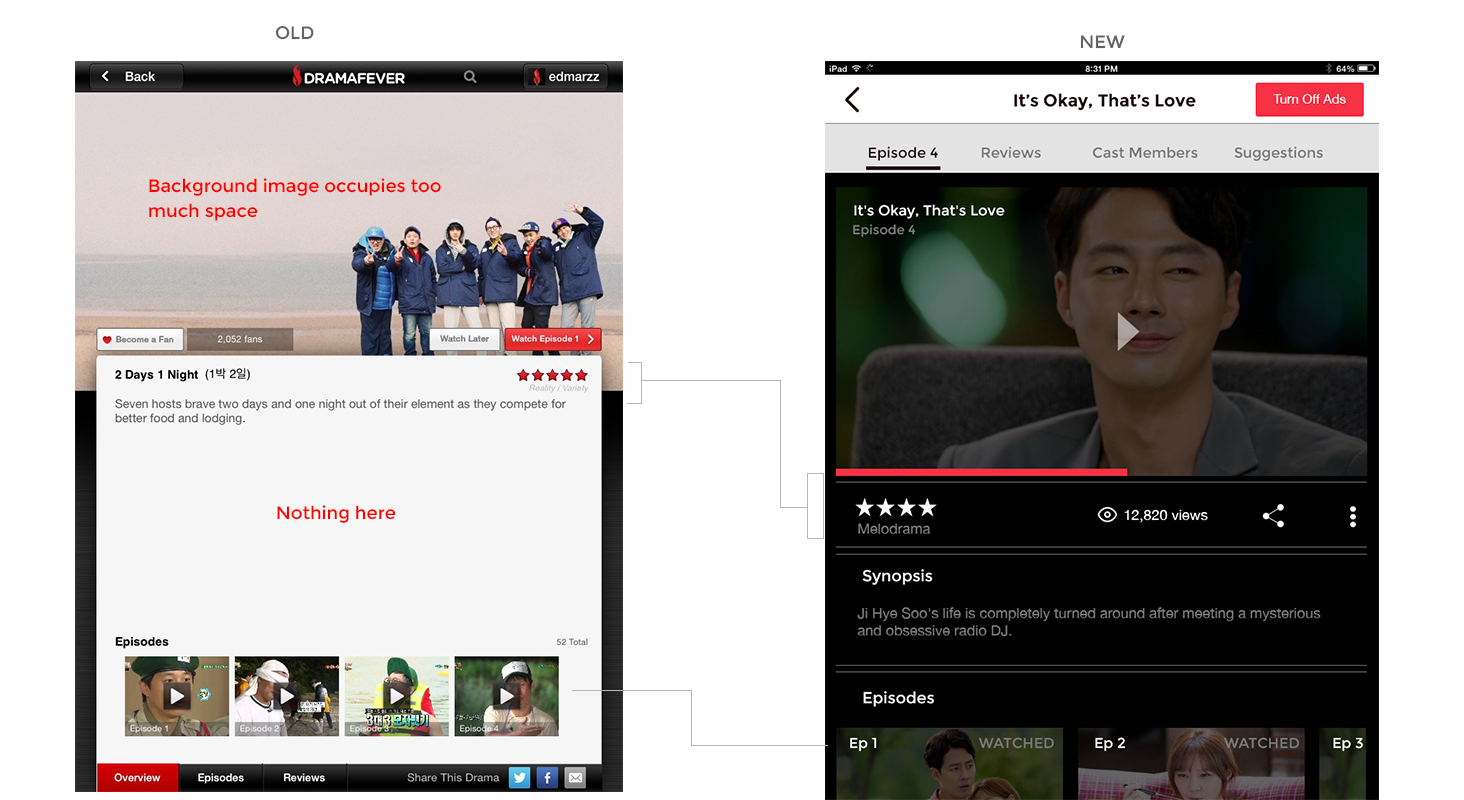 OLD
Back
DRAMAFEVER
edmarzz
Background image occupies too
much space
Become a Fan
2,052 fans
Watch Later
Watch Episode 1
2 Days 1 Night (1박 2일)
Reality / Variety
Seven hosts brave two days and one night out of their element as they compete for
better food and lodging.
Nothing here
Episodes
52 Total
Episode 1
Episode 2
Episode 3
Episode 4
Overview
Episodes
Reviews
Share This Drama
NEW
iPad
8:31 PM
64%
It's Okay, That's Love
Turn Off Ads
Episode 4
Reviews
Cast Members
Suggestions
It's Okay, That's Love
Episode 4
Melodrama
12,820 views
Synopsis
Ji Hye Soo's life is completely turned around after meeting a mysterious
and obsessive radio DJ.
Episodes
Ep 1
WATCHED
Ep 2
WATCHED
Ep 3